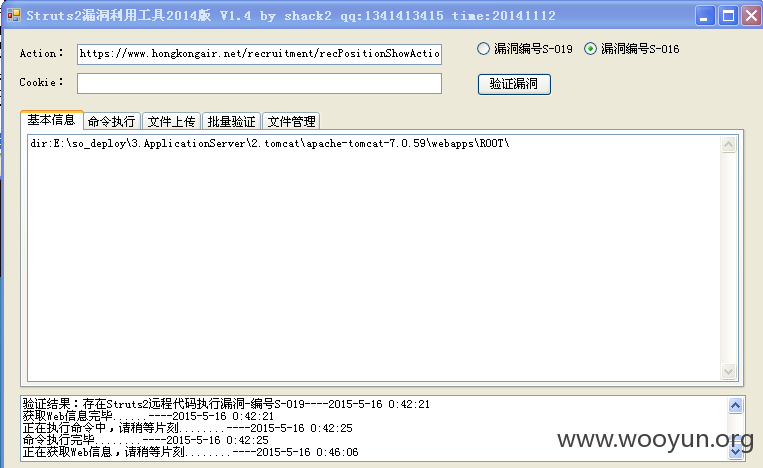 Struts2漏洞利用工具2014版 V1.4 by shack2 qq:1341413415 time:20141112
Action： https://www.hongkongair.net/recruitment/recPositionShowActio
漏洞编号S-019 漏洞编号S-016
Cookie：
验证漏洞
基本信息 命令执行 文件上传 批量验证 文件管理
dir:E:\so_deploy\3.ApplicationServer\2.tomcat\apache-tomcat-7.0.59\webapps\ROOT\
验证结果：存在Struts2远程代码执行漏洞-编号S-019----2015-5-16 0:42:21
获取Web信息完毕......----2015-5-16 0:42:21
正在执行命令中，请稍等片刻........----2015-5-16 0:42:25
命令执行完毕........----2015-5-16 0:42:25
正在获取Web信息，请稍等片刻........----2015-5-16 0:46:06
www.wooyun.org